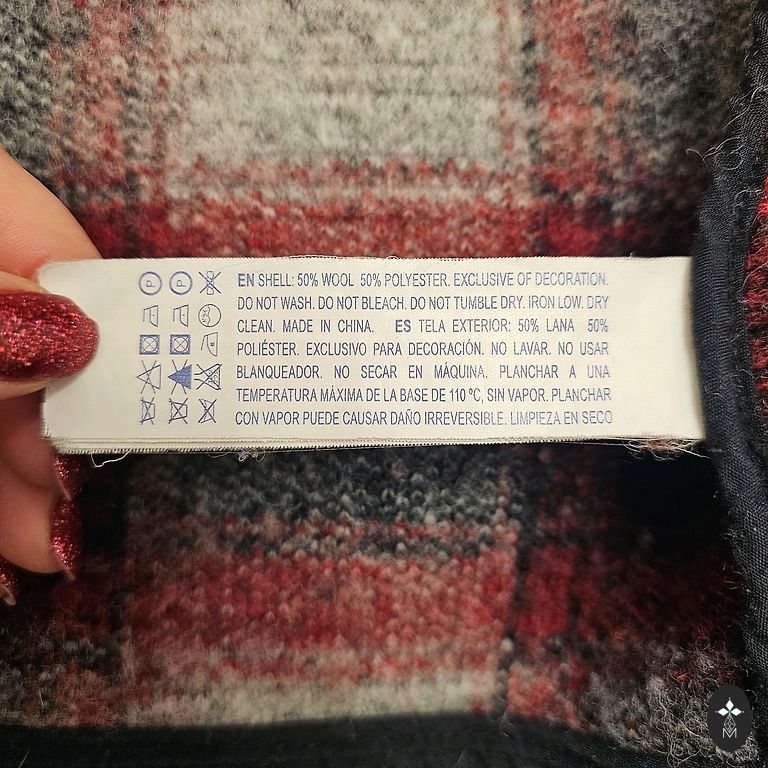 EN SHELL: 50% WOOL 50% POLYESTER. EXCLUSIVE OF DECORATION.
DO NOT WASH. DO NOT BLEACH. DO NOT TUMBLE DRY. IRON LOW. DRY
CLEAN. MADE IN CHINA. ES TELA EXTERIOR: 50% LANA 50%
POLIÉSTER. EXCLUSIVO PARA DECORACIÓN. NO LAVAR. NO USAR
BLANQUEADOR. NO SECAR EN MÁQUINA. PLANCHAR A UNA
TEMPERATURA MÁXIMA DE LA BASE DE 110 ºC, SIN VAPOR. PLANCHAR
CON VAPOR PUEDE CAUSAR DAÑO IRREVERSIBLE. LIMPIEZA EN SECO
P P
M